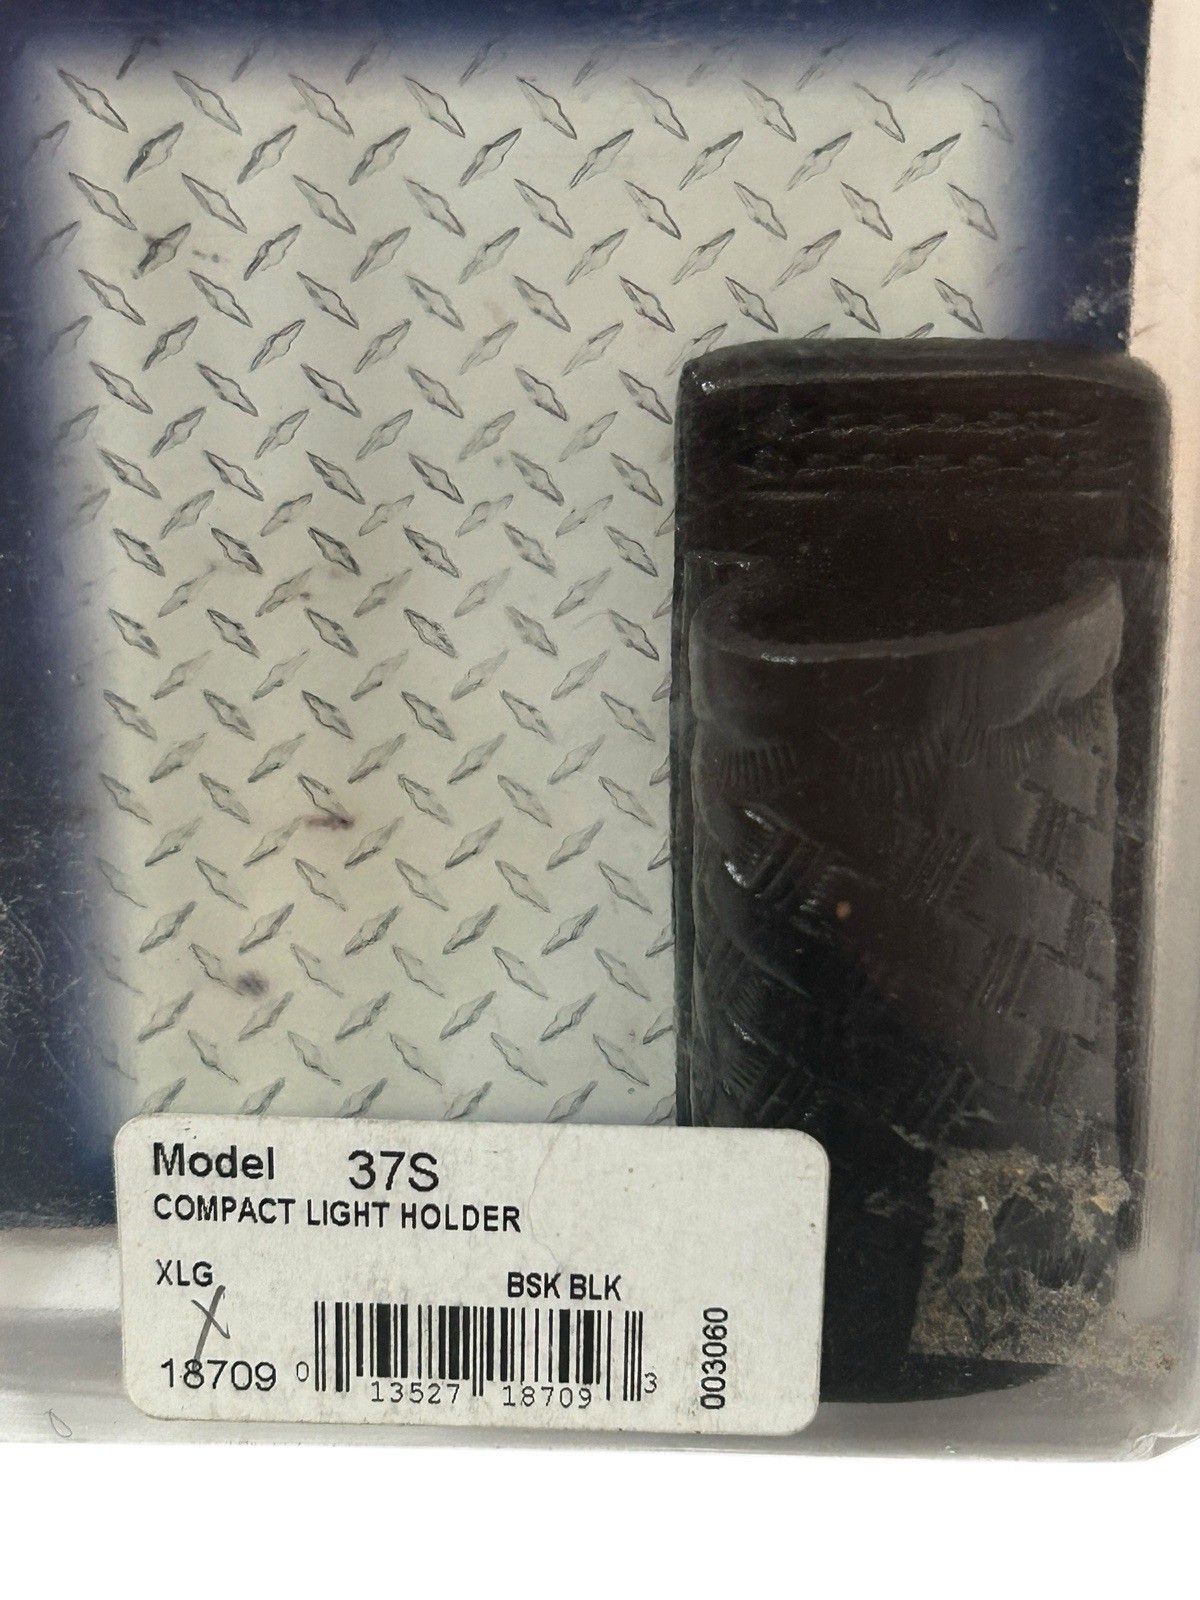 Model 37S
COMPACT LIGHT HOLDER
XLG BSK BLK
X
18709
0 13527 18709 3
003060